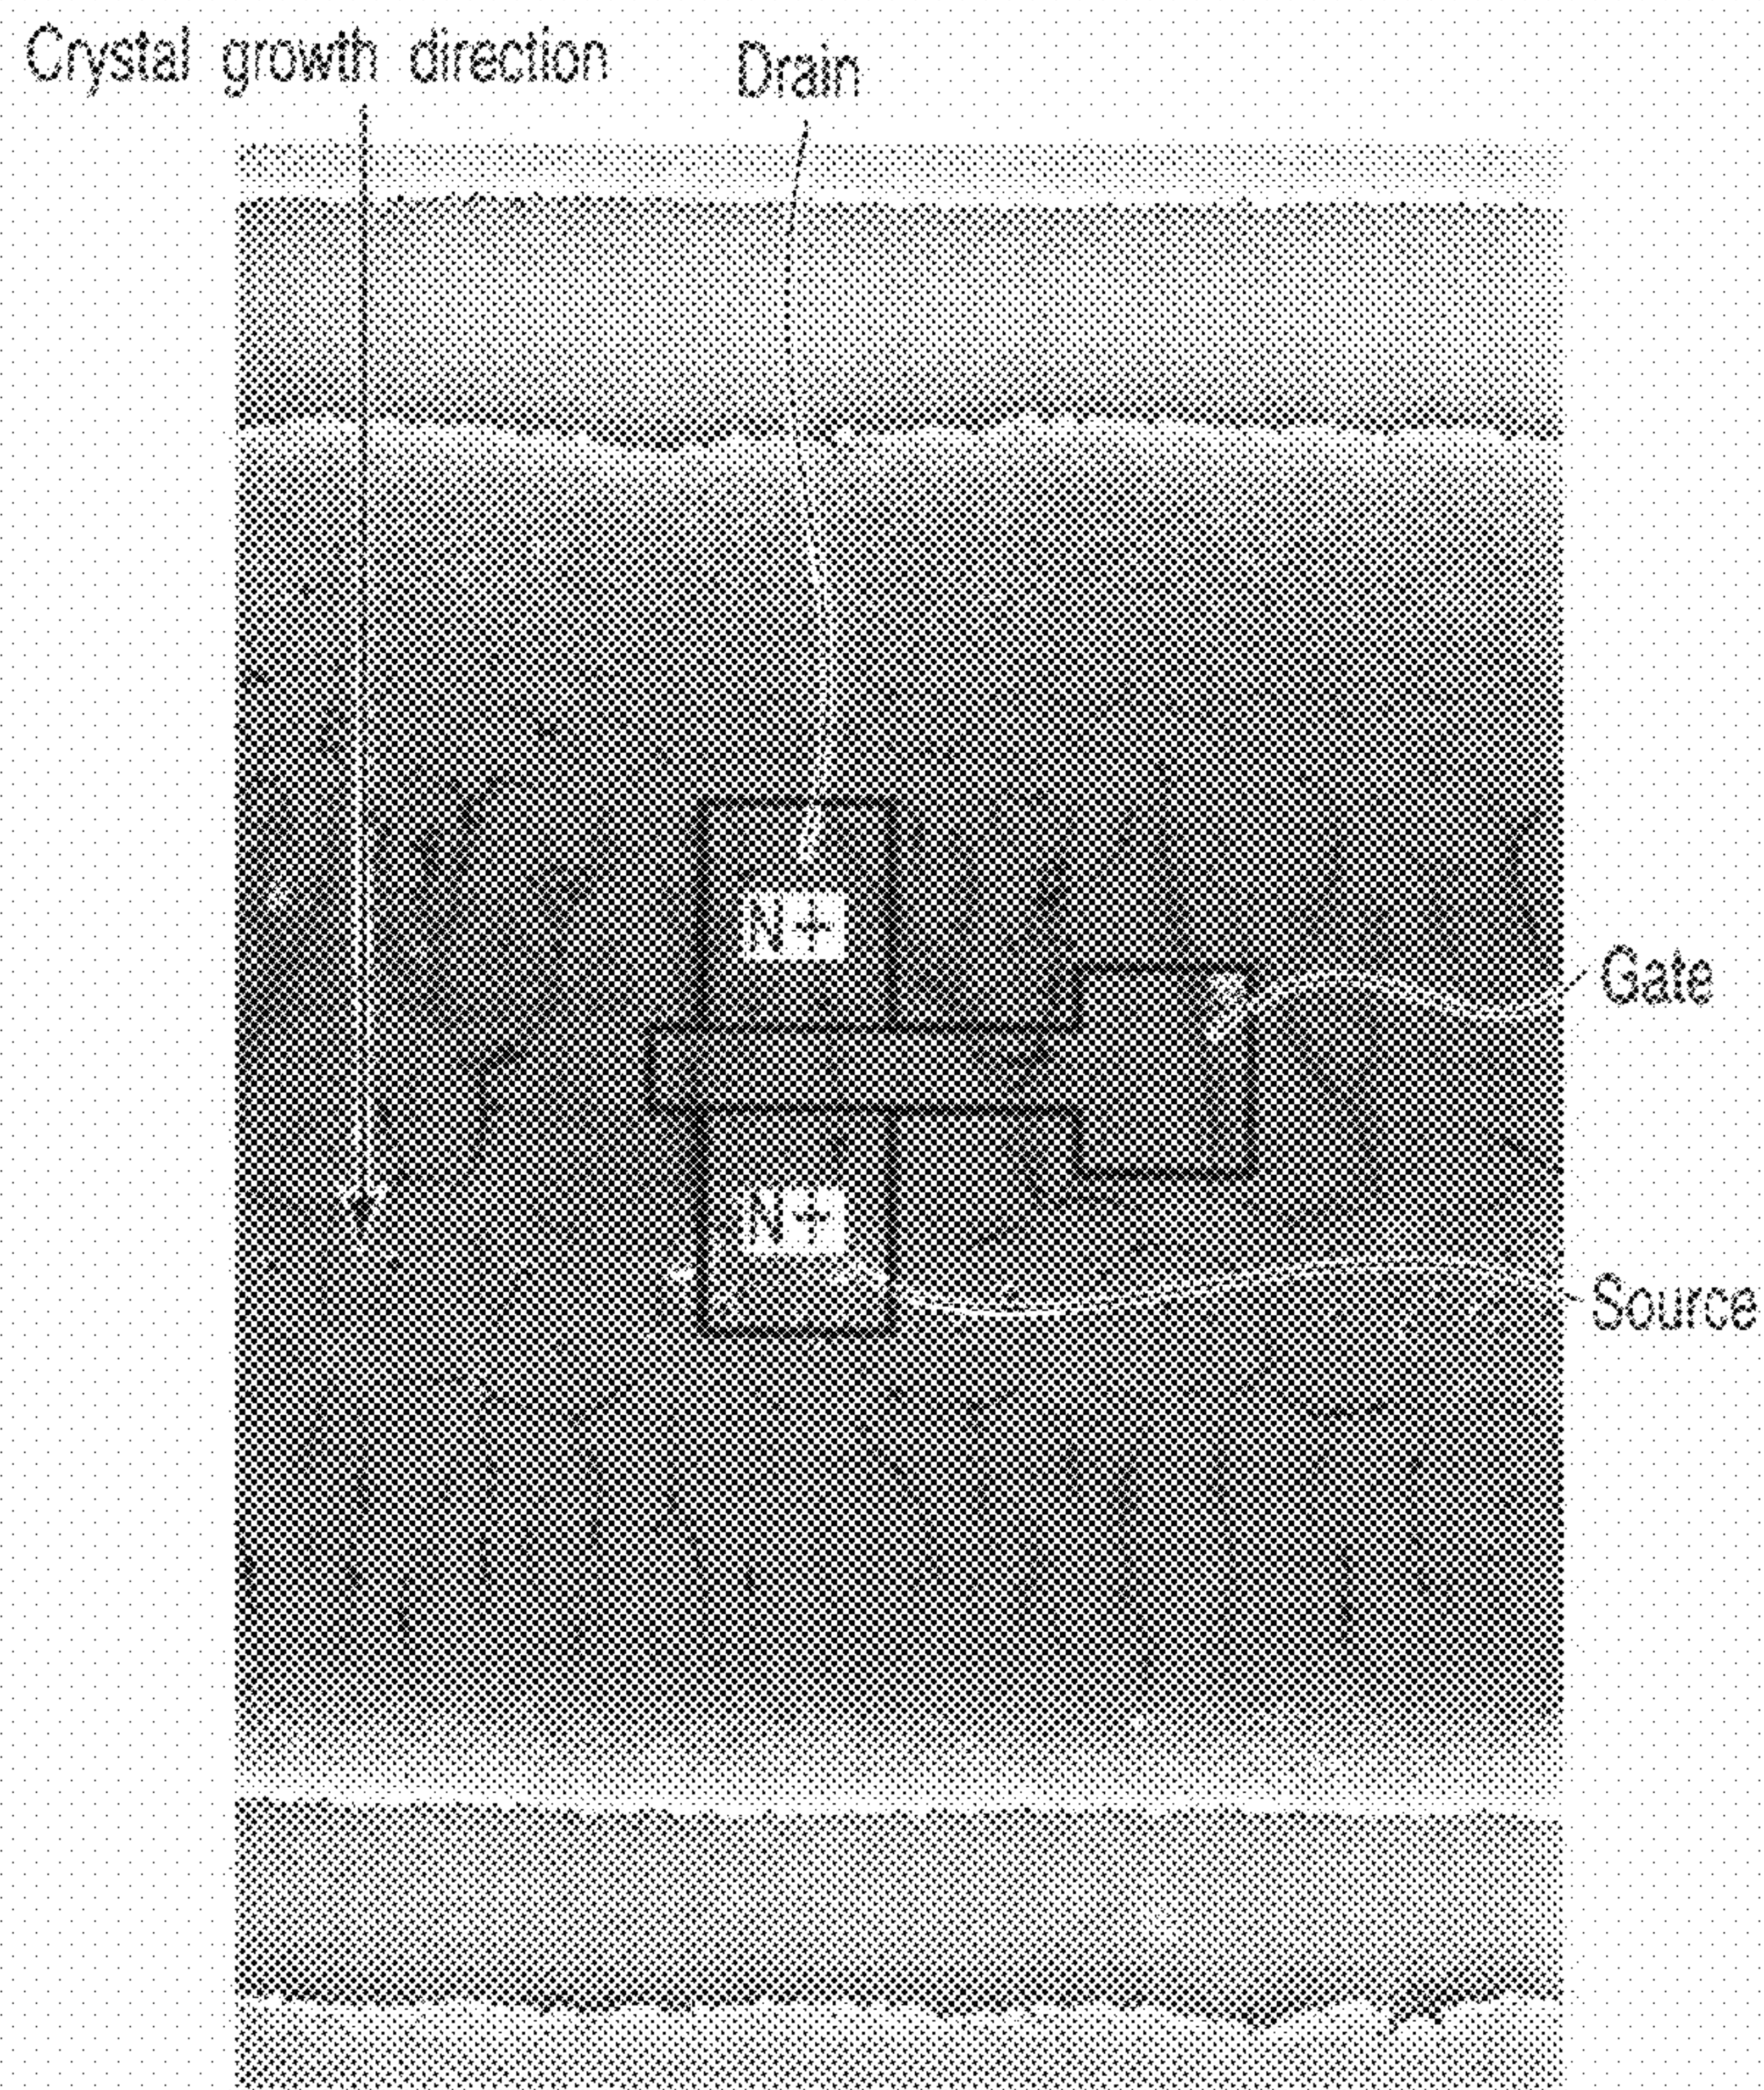 Crystal growth direction
Drain
N+
Gate
N+
Source